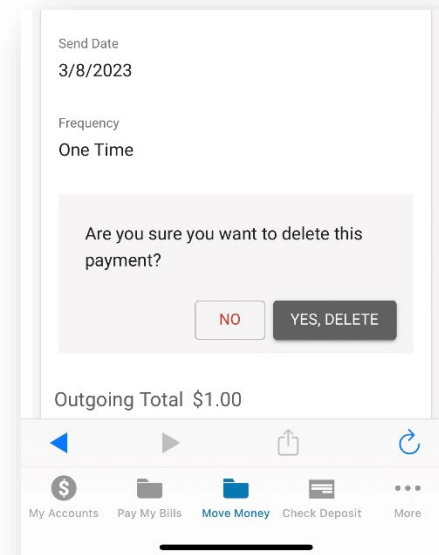 Send Date
3/8/2023
Frequency
One Time
Are you sure you want to delete this
payment?
NO YES, DELETE
Outgoing Total $1.00
My Accounts Pay My Bills Move Money Check Deposit More